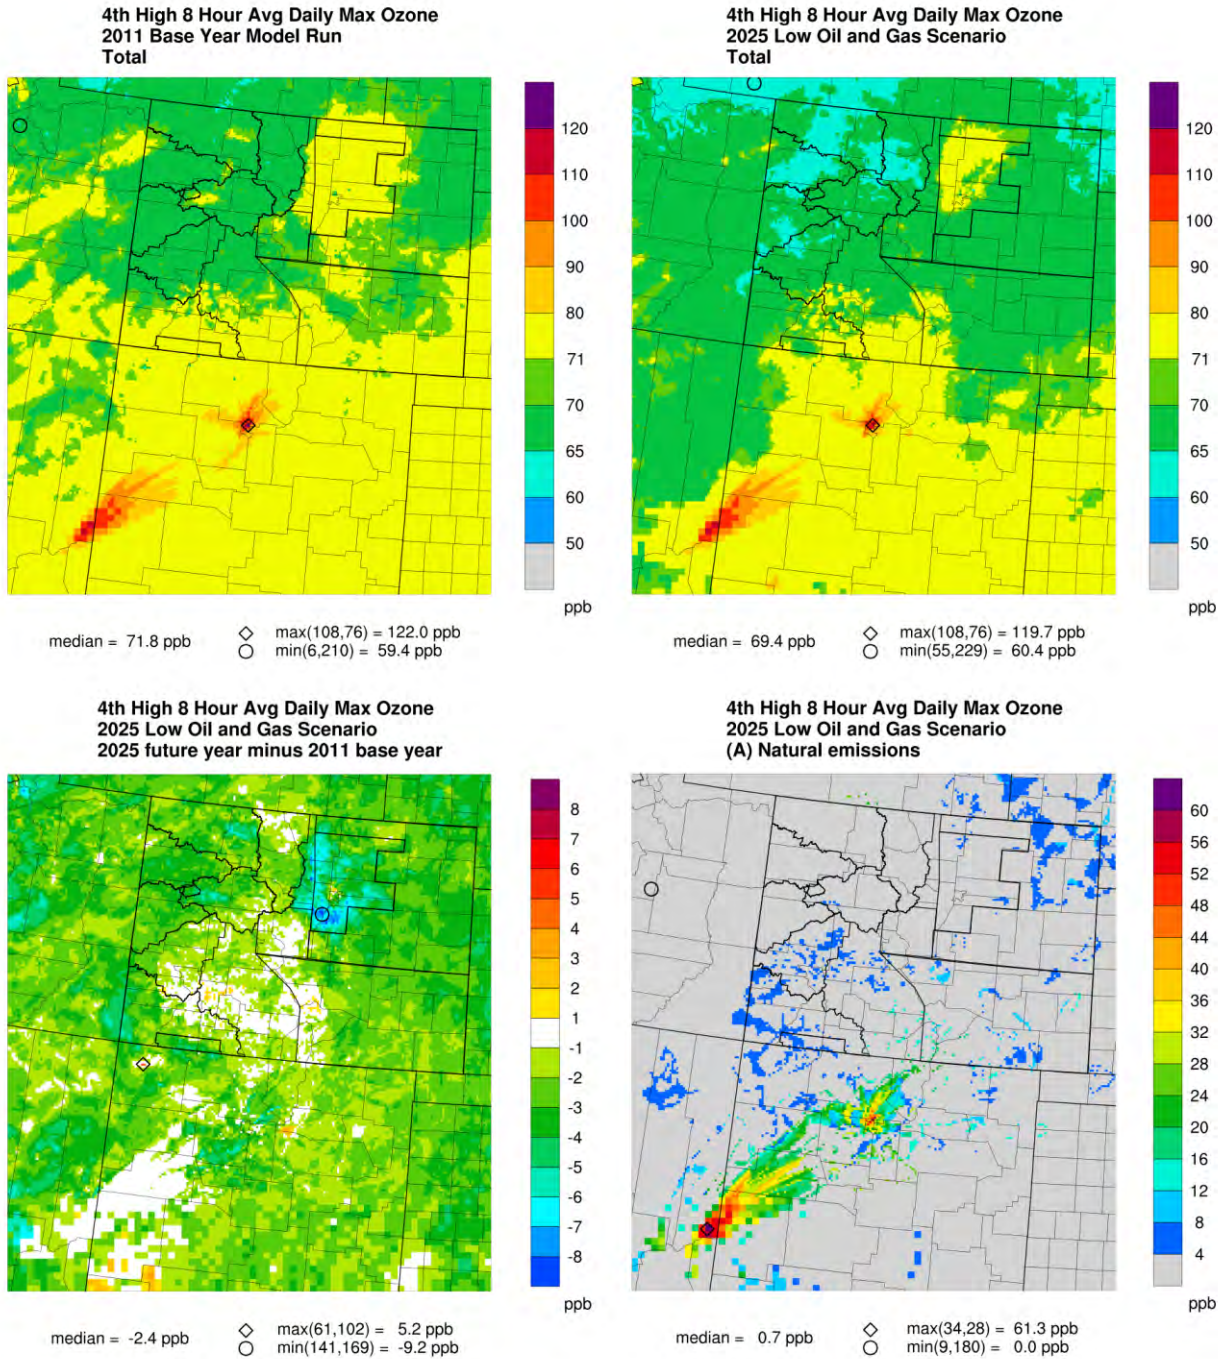 4th High 8 Hour Avg Daily Max Ozone
2011 Base Year Model Run
Total
120
110
100
90
80
71
70
65
60
50
ppb
median = 71.8 ppb
max(108,76) = 122.0 ppb
min(6,210) = 59.4 ppb
4th High 8 Hour Avg Daily Max Ozone
2025 Low Oil and Gas Scenario
Total
120
110
100
90
80
71
70
65
60
50
ppb
median = 69.4 ppb
max(108,76) = 119.7 ppb
min(55,229) = 60.4 ppb
4th High 8 Hour Avg Daily Max Ozone
2025 Low Oil and Gas Scenario
2025 future year minus 2011 base year
8
7
6
5
4
3
2
1
-1
-2
-3
-4
-5
-6
-7
-8
ppb
median = -2.4 ppb
max(61,102) = 5.2 ppb
min(141,169) = -9.2 ppb
4th High 8 Hour Avg Daily Max Ozone
2025 Low Oil and Gas Scenario
(A) Natural emissions
60
56
52
48
44
40
36
32
28
24
20
16
12
8
4
ppb
median = 0.7 ppb
max(34,28) = 61.3 ppb
min(9,180) = 0.0 ppb